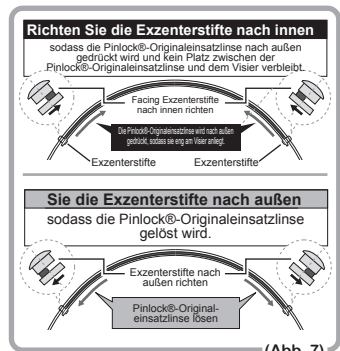 Richten Sie die Exzenterstifte nach innen
sodass die Pinlock®-Originaleinsatzlinse nach außen
gedrückt wird und kein Platz zwischen der
Pinlock®-Originaleinsatzlinse und dem Visier verbleibt.
Facing Exzenterstifte
nach innen richten
Die Pinlock®-Originaleinsatzlinse wird nach außen
gedrückt, sodass sie eng am Visier anliegt.
Exzenterstifte
Exzenterstifte
Sie die Exzenterstifte nach außen
sodass die Pinlock®-Originaleinsatzlinse
gelöst wird.
Exzenterstifte nach
außen richten
Pinlock®-Original-
einsatzlinse lösen
(Abb. 7)